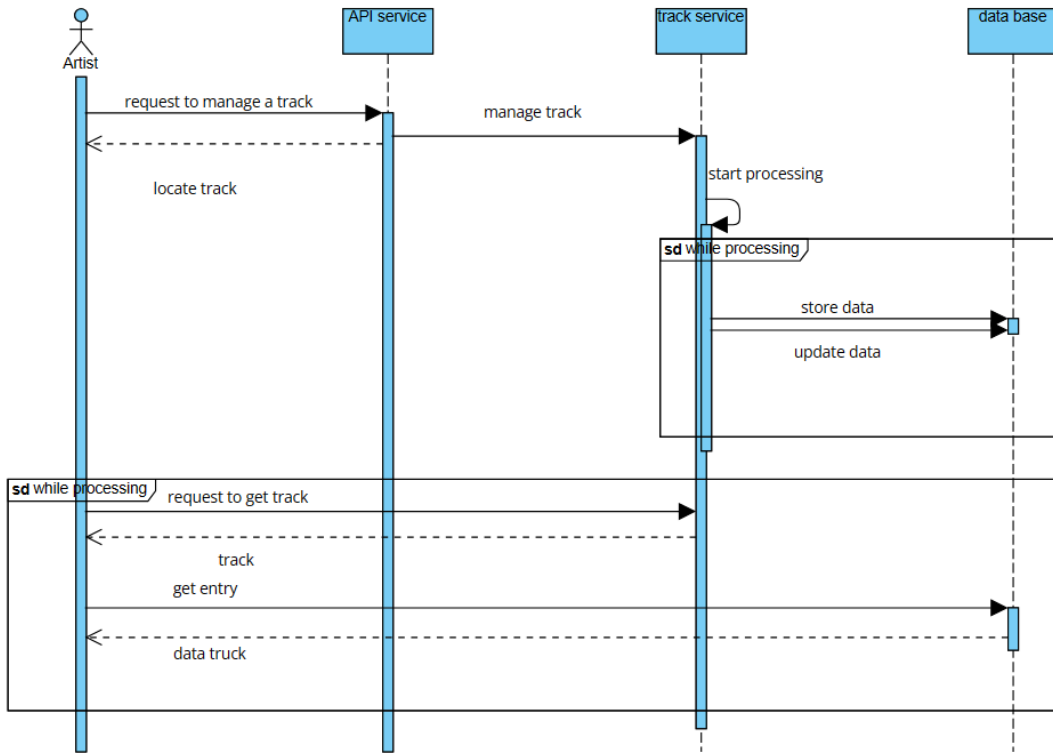 API service
track service
data base
Artist
request to manage a track
manage track
locate track
start processing
sd while processing
store data
update data
sd while processing
request to get track
track
get entry
data truck